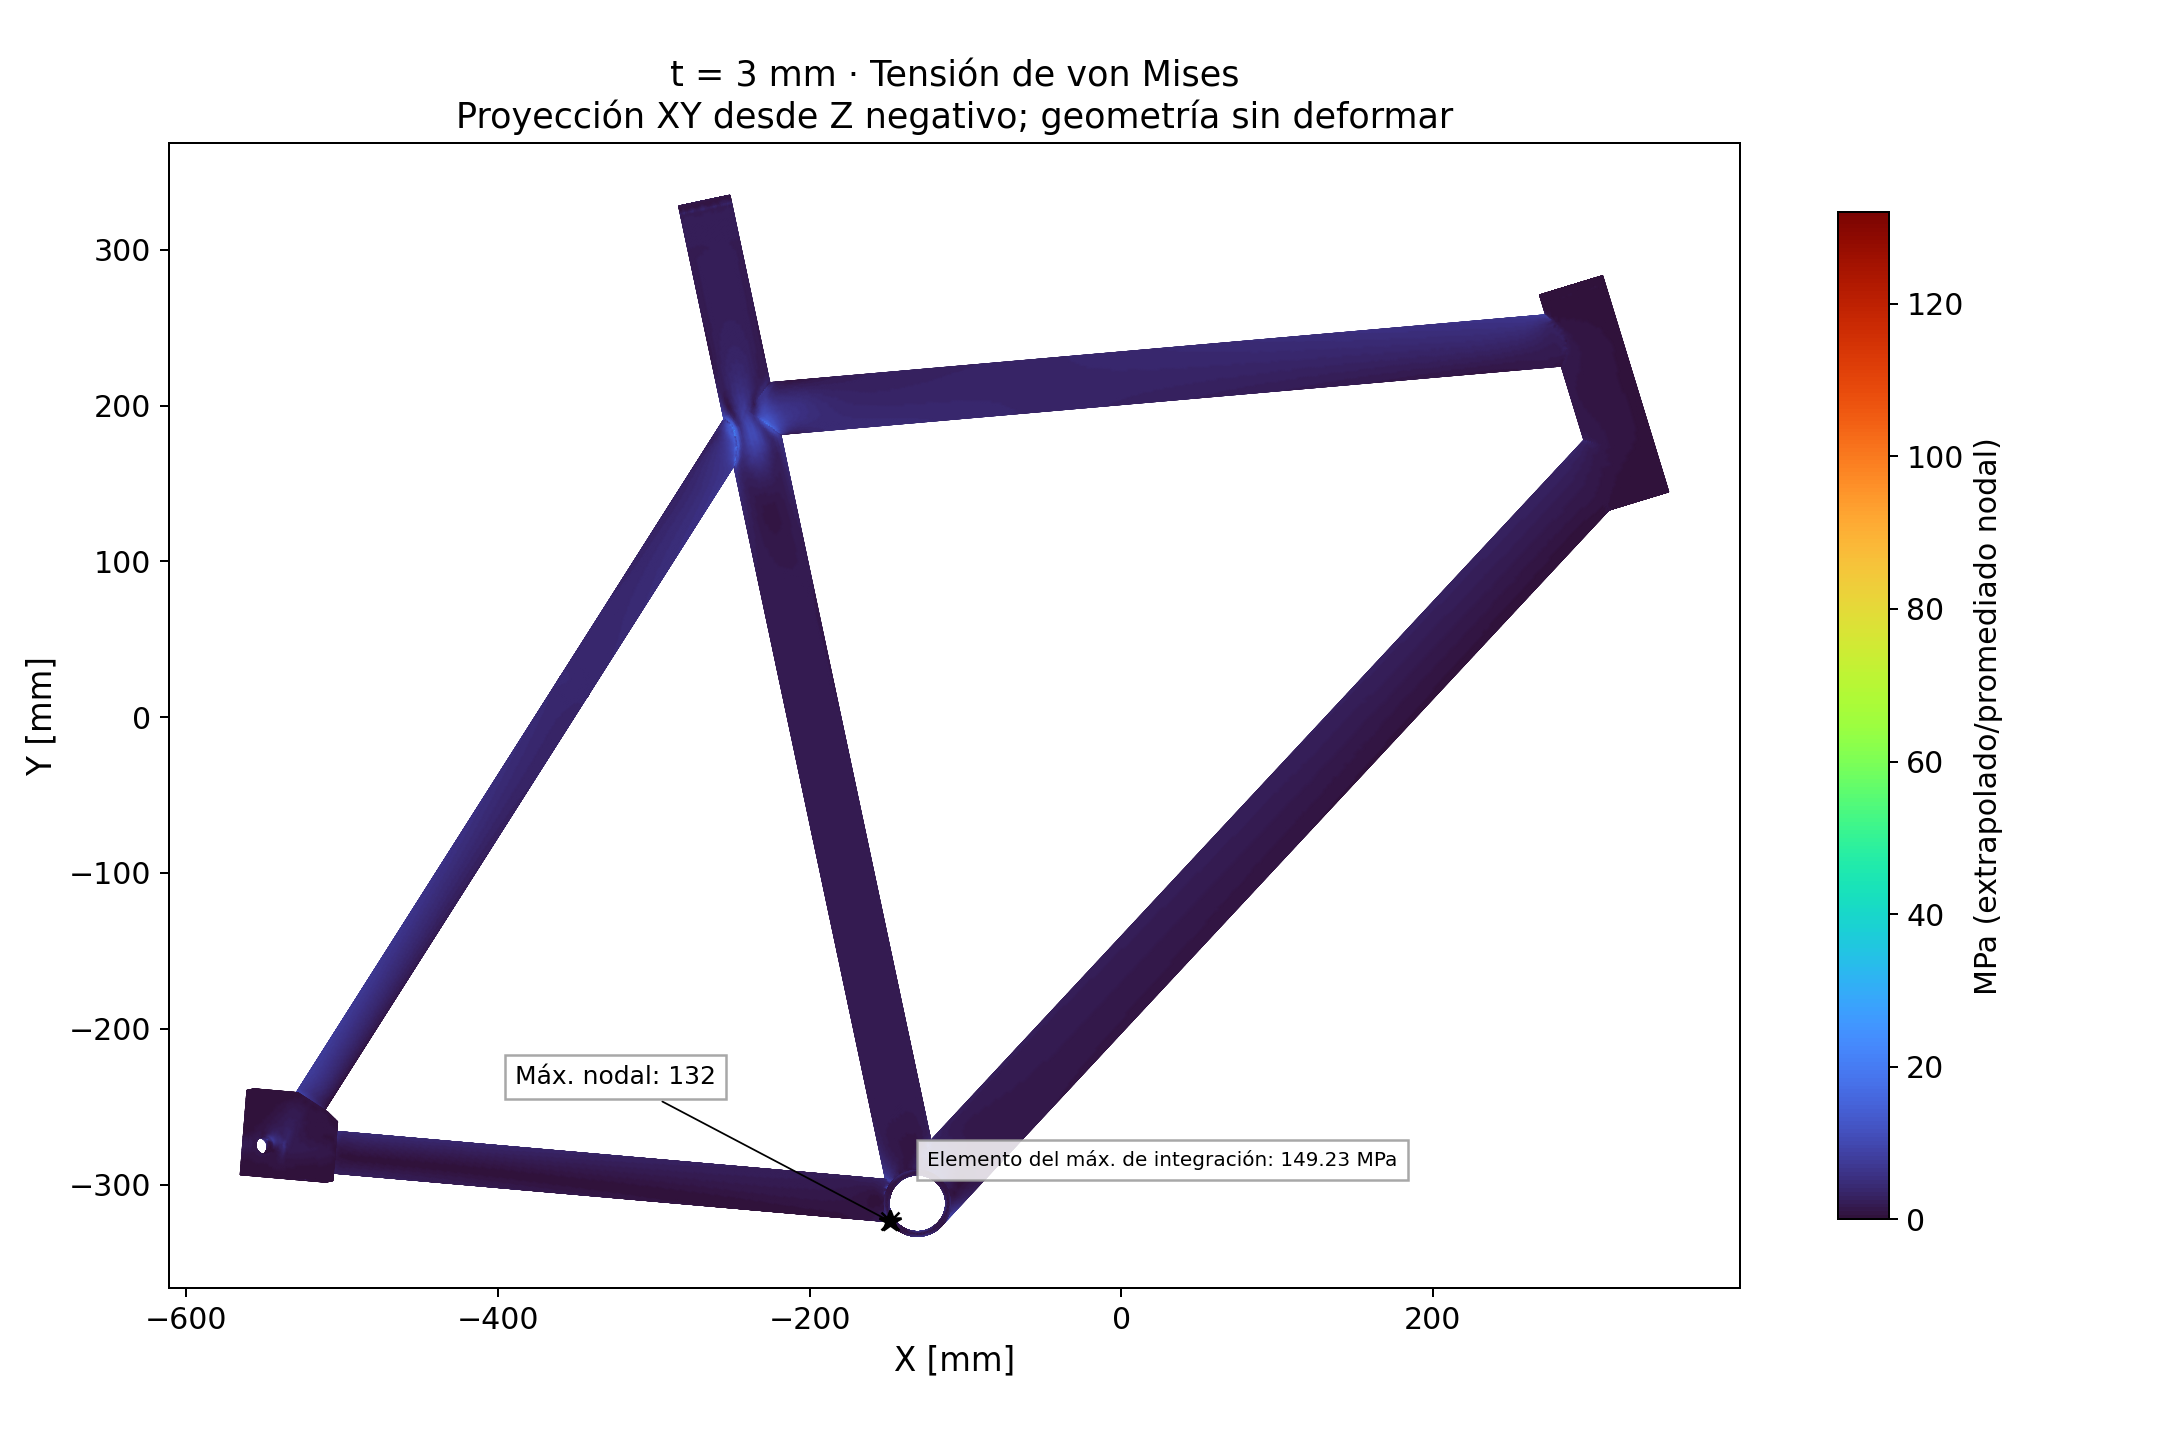 t = 3 mm · Tensión de von Mises
Proyección XY desde Z negativo; geometría sin deformar
300
200
100
0
−100
−200
−300
Y [mm]
Máx. nodal: 132
Elemento del máx. de integración: 149.23 MPa
−600
−400
−200
0
200
X [mm]
120
100
80
60
40
20
0
MPa (extrapolado/promediado nodal)